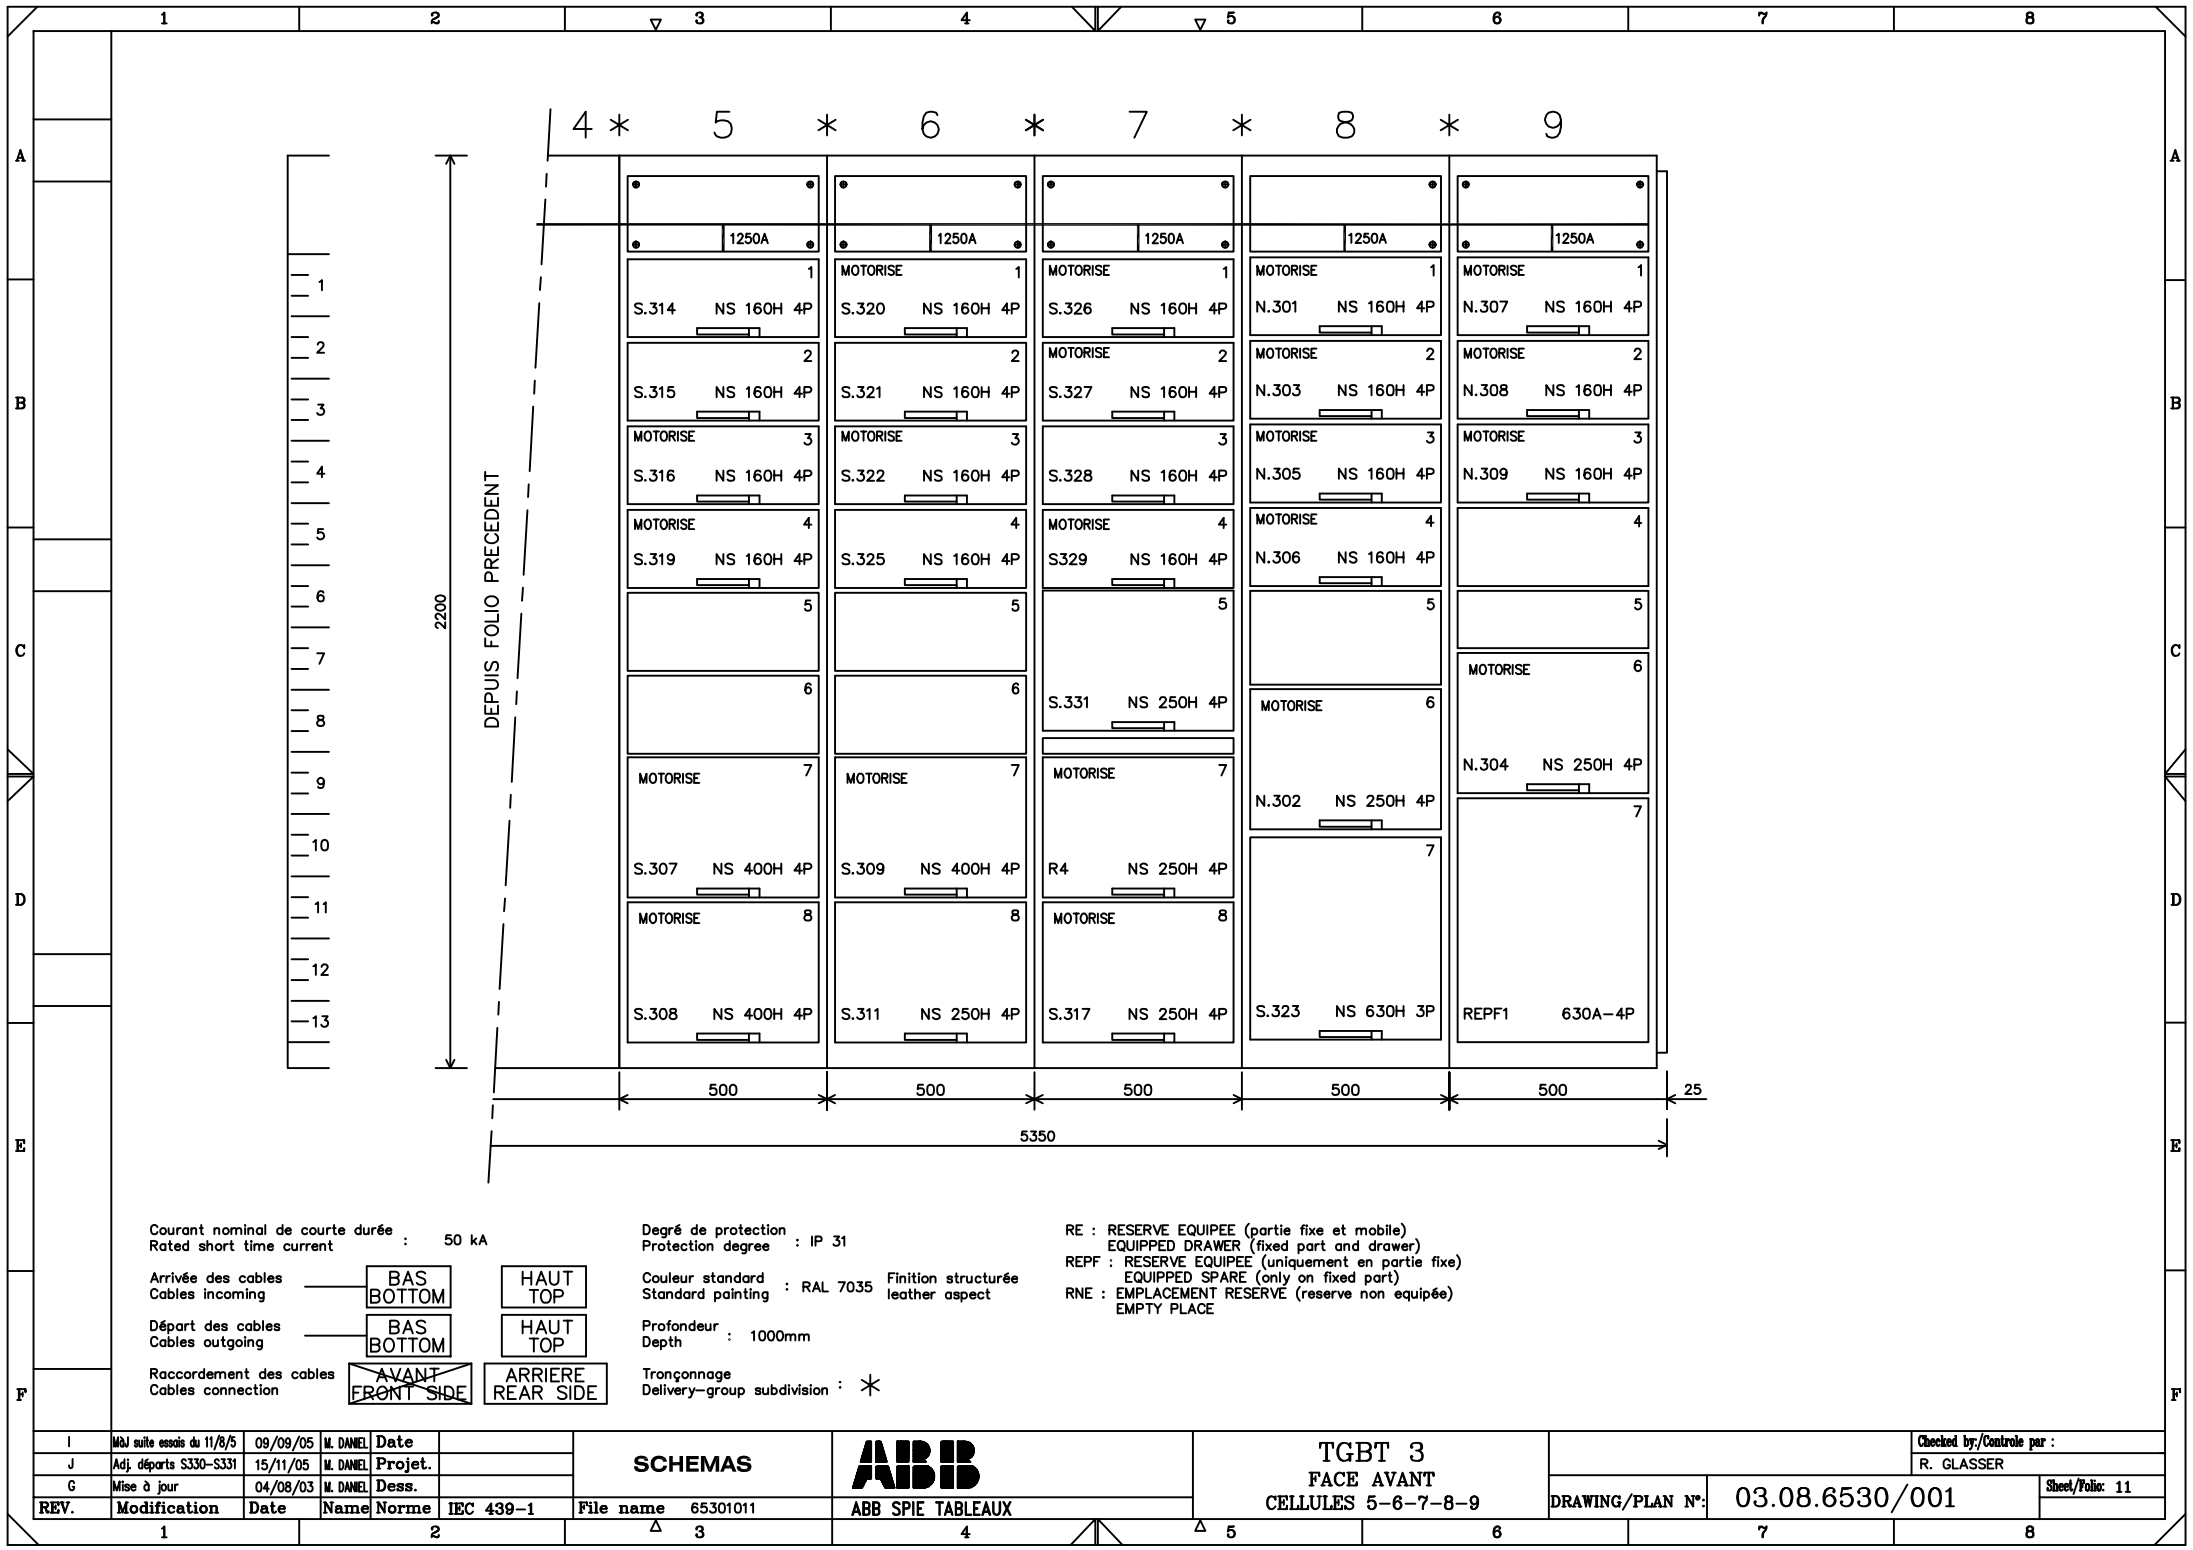 1 2 3 4 5 6 7 8
A A
B B
C C
D D
E E
F F
4 * 5 * 6 * 7 * 8 * 9
1
2
3
4
5
6
7
8
9
10
11
12
13
2200
DEPUIS FOLIO PRECEDENT
1250A
1
S.314 NS 160H 4P
2
S.315 NS 160H 4P
MOTORISE 3
S.316 NS 160H 4P
MOTORISE 4
S.319 NS 160H 4P
5
6
MOTORISE 7
S.307 NS 400H 4P
MOTORISE 8
S.308 NS 400H 4P
1250A
MOTORISE 1
S.320 NS 160H 4P
2
S.321 NS 160H 4P
MOTORISE 3
S.322 NS 160H 4P
4
S.325 NS 160H 4P
5
6
MOTORISE 7
S.309 NS 400H 4P
8
S.311 NS 250H 4P
1250A
MOTORISE 1
S.326 NS 160H 4P
MOTORISE 2
S.327 NS 160H 4P
3
S.328 NS 160H 4P
MOTORISE 4
S329 NS 160H 4P
5
S.331 NS 250H 4P
MOTORISE 7
R4 NS 250H 4P
MOTORISE 8
S.317 NS 250H 4P
1250A
MOTORISE 1
N.301 NS 160H 4P
MOTORISE 2
N.303 NS 160H 4P
MOTORISE 3
N.305 NS 160H 4P
MOTORISE 4
N.306 NS 160H 4P
5
MOTORISE 6
N.302 NS 250H 4P
7
S.323 NS 630H 3P
1250A
MOTORISE 1
N.307 NS 160H 4P
MOTORISE 2
N.308 NS 160H 4P
MOTORISE 3
N.309 NS 160H 4P
4
5
MOTORISE 6
N.304 NS 250H 4P
7
REPF1 630A-4P
500 500 500 500 500 25
5350
Courant nominal de courte durée
Rated short time current : 50 kA
Arrivée des cables
Cables incoming
BAS
BOTTOM
HAUT
TOP
Départ des cables
Cables outgoing
BAS
BOTTOM
HAUT
TOP
Raccordement des cables
Cables connection
AVANT
FRONT SIDE
ARRIERE
REAR SIDE
Degré de protection
Protection degree : IP 31
Couleur standard
Standard painting : RAL 7035
Finition structurée
leather aspect
Profondeur
Depth : 1000mm
Tronçonnage
Delivery-group subdivision : *
RE : RESERVE EQUIPEE (partie fixe et mobile)
EQUIPPED DRAWER (fixed part and drawer)
REPF : RESERVE EQUIPEE (uniquement en partie fixe)
EQUIPPED SPARE (only on fixed part)
RNE : EMPLACEMENT RESERVE (reserve non equipée)
EMPTY PLACE
I MàJ suite essais du 11/8/5 09/09/05 M. DANIEL Date
J Adj. départs S330-S331 15/11/05 M. DANIEL Projet.
G Mise à jour 04/08/03 M. DANIEL Dess.
REV. Modification Date Name Norme IEC 439-1
SCHEMAS
File name 65301011
ABB
ABB SPIE TABLEAUX
TGBT 3
FACE AVANT
CELLULES 5-6-7-8-9
Checked by:/Controle par :
R. GLASSER
DRAWING/PLAN N°: 03.08.6530/001
Sheet/Folio: 11
1 2 3 4 5 6 7 8